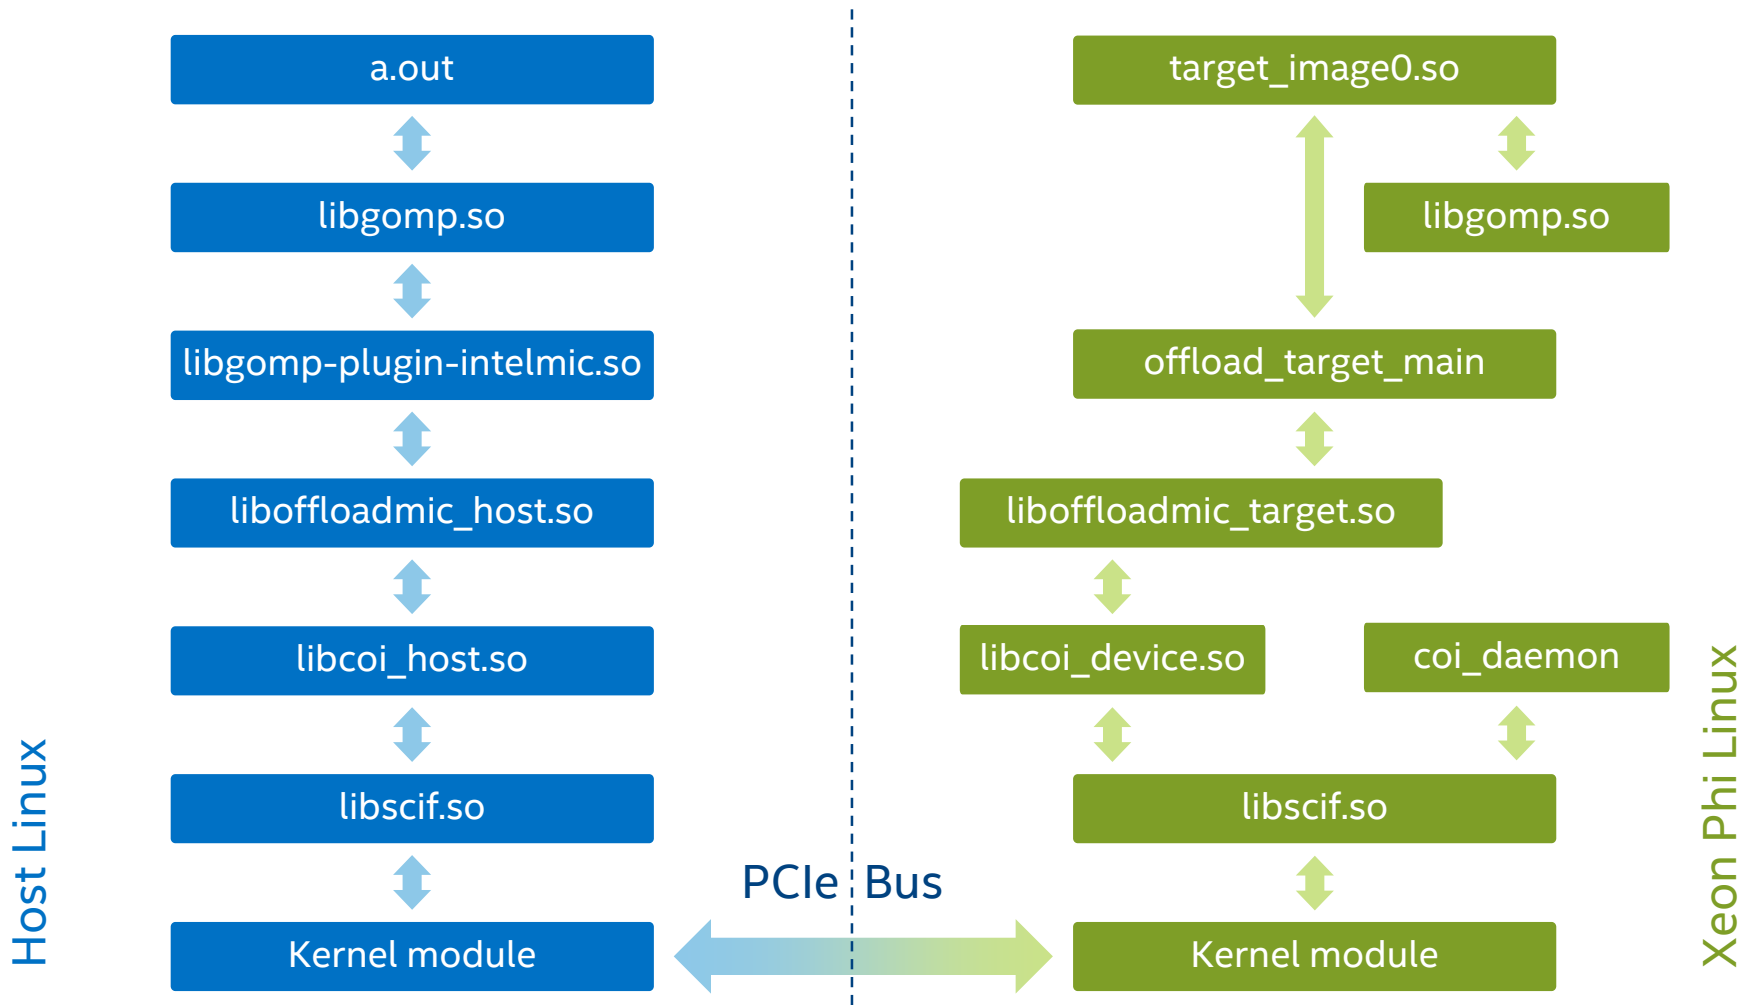 a.out
libgomp.so
libgomp-plugin-intelmic.so
liboffloadmic_host.so
libcoi_host.so
libscif.so
Kernel module
Host Linux
PCIe Bus
target_image0.so
libgomp.so
offload_target_main
liboffloadmic_target.so
libcoi_device.so
coi_daemon
libscif.so
Kernel module
Xeon Phi Linux